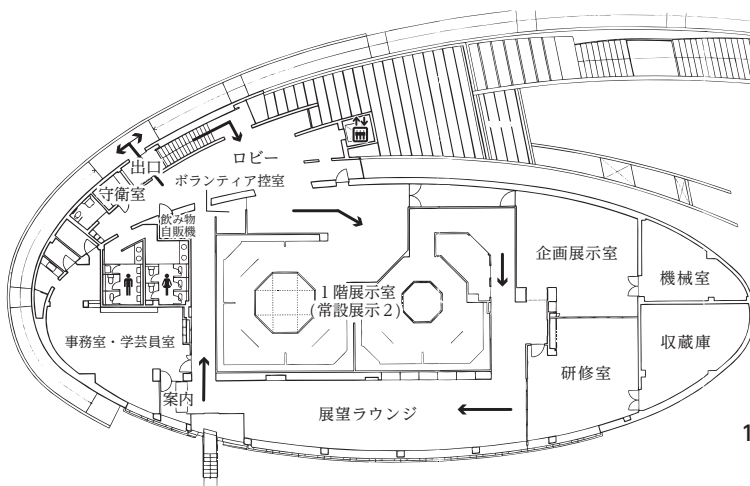 出口
ロビー
ボランティア控室
守衛室
飲み物
自販機
企画展示室
機械室
1階展示室
(常設展示2)
事務室・学芸員室
研修室
収蔵庫
案内
展望ラウンジ
1